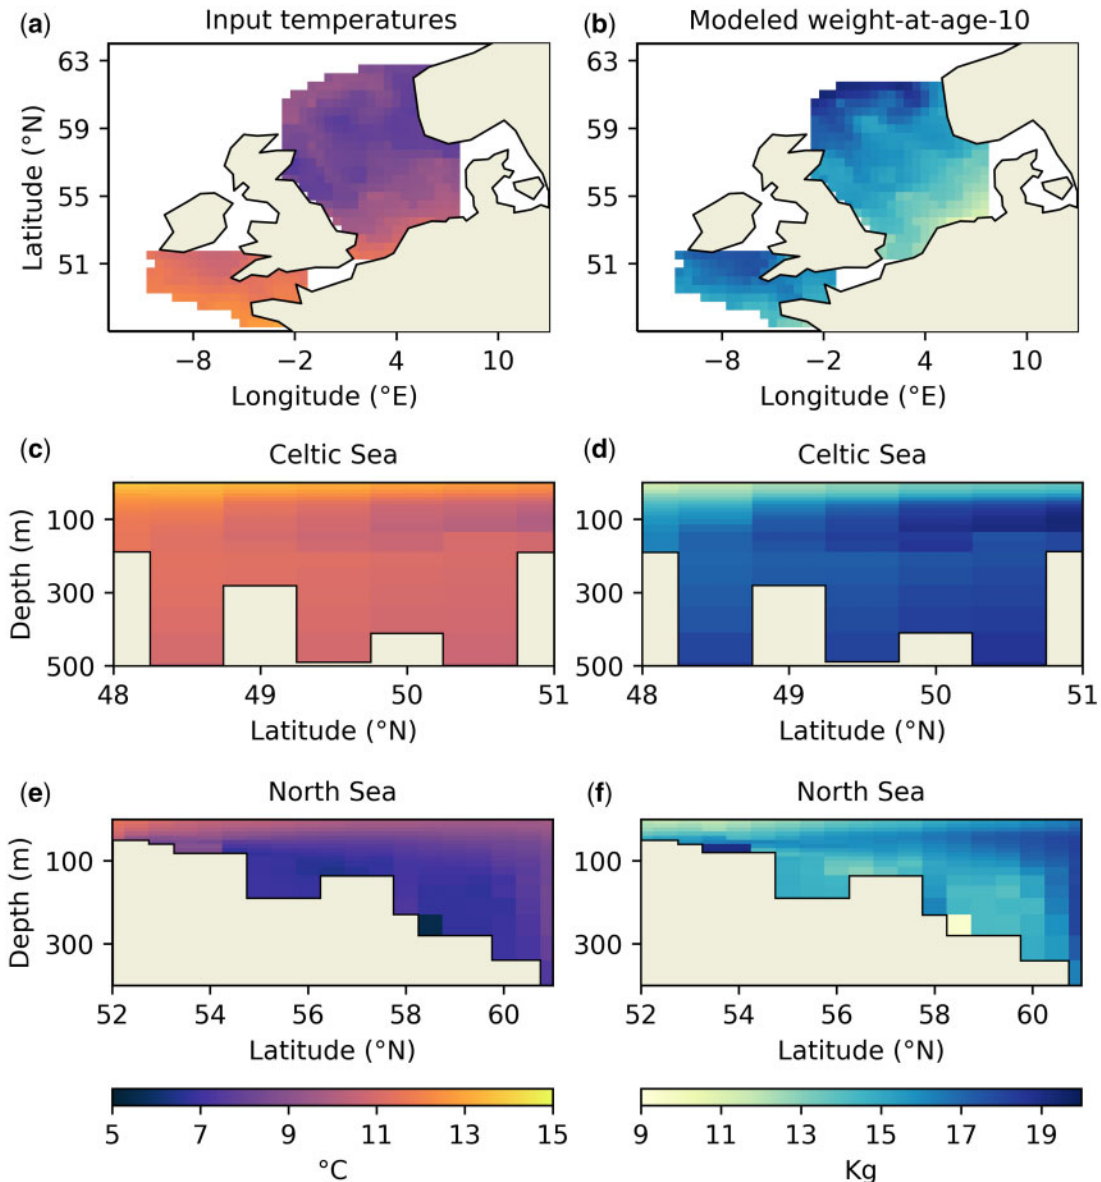 (a) Input temperatures
63
59
55
51
Latitude (°N)
−8 −2 4 10
Longitude (°E)
(b) Modeled weight-at-age-10
63
59
55
51
−8 −2 4 10
Longitude (°E)
(c) Celtic Sea
100
300
500
Depth (m)
48 49 50 51
Latitude (°N)
(d) Celtic Sea
100
300
500
48 49 50 51
Latitude (°N)
(e) North Sea
100
300
Depth (m)
52 54 56 58 60
Latitude (°N)
(f) North Sea
100
300
52 54 56 58 60
Latitude (°N)
5 7 9 11 13 15
°C
9 11 13 15 17 19
Kg